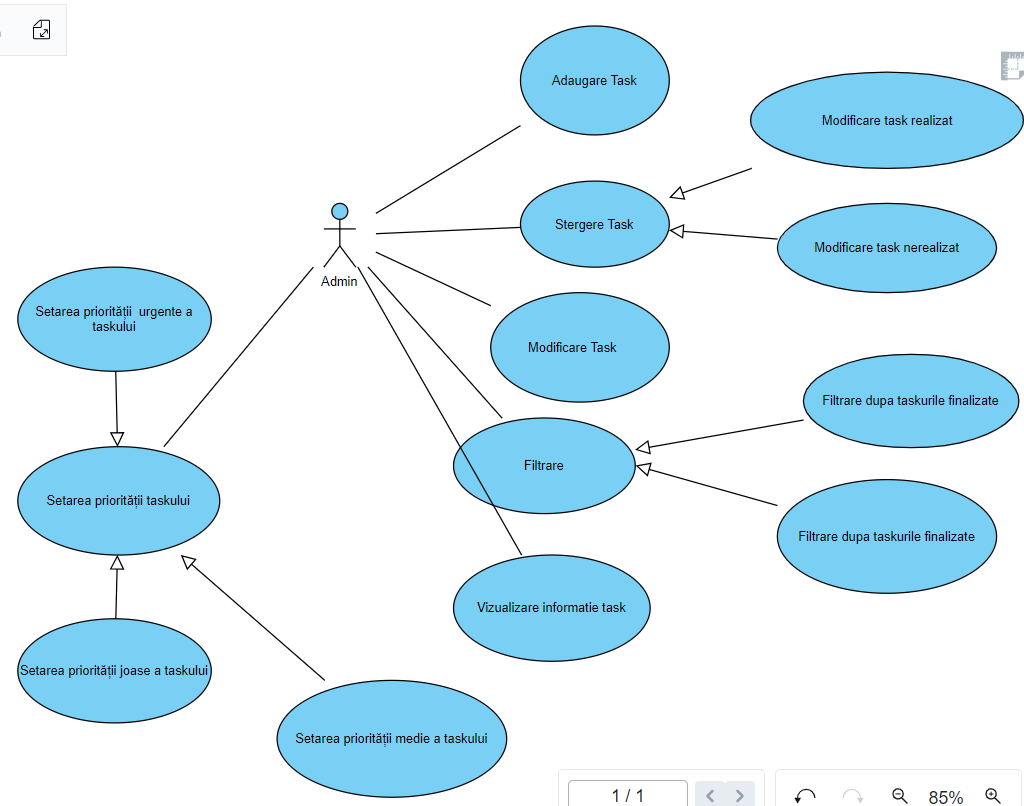 Adaugare Task
Modificare task realizat
Stergere Task
Modificare task nerealizat
Admin
Setarea priorității  urgente a
taskului
Modificare Task
Filtrare dupa taskurile finalizate
Filtrare
Setarea priorității taskului
Filtrare dupa taskurile finalizate
Vizualizare informatie task
Setarea priorității joase a taskului
Setarea priorității medie a taskului
1 / 1
85%